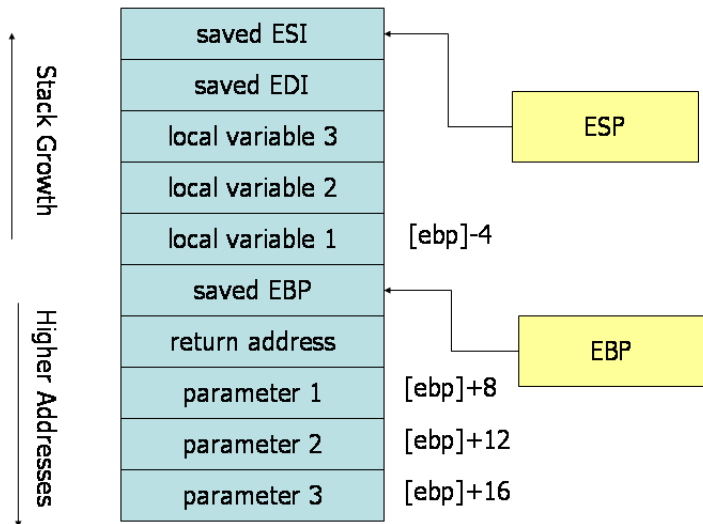 Stack Growth
Higher Addresses
saved ESI
saved EDI
local variable 3
local variable 2
local variable 1
saved EBP
return address
parameter 1
parameter 2
parameter 3
[ebp]-4
[ebp]+8
[ebp]+12
[ebp]+16
ESP
EBP